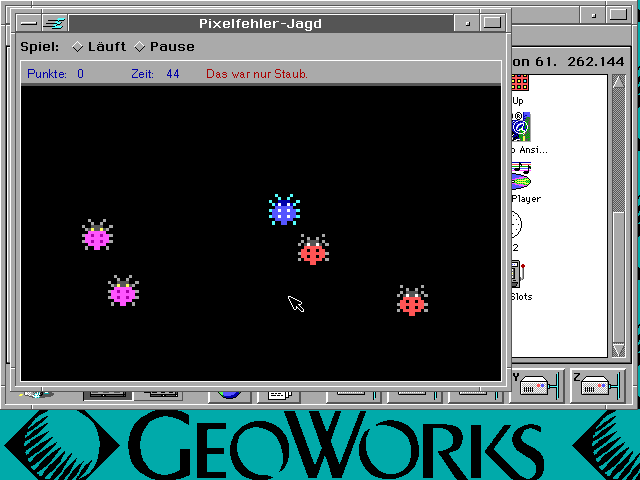 Pixelfehler-Jagd
Spiel: Läuft Pause
Punkte: 0 Zeit: 44 Das war nur Staub.
on 61. 262.144
Up
Ansi...
Player
2
Slots
Y Z
GEOWORKS